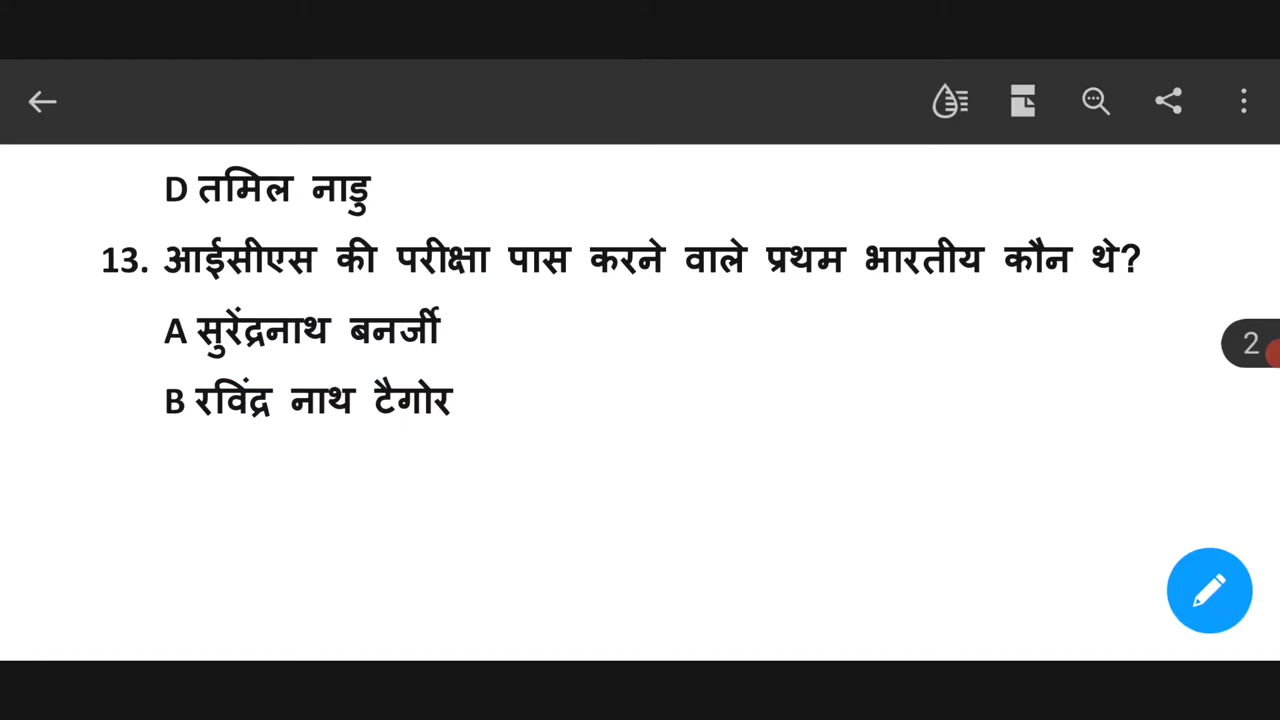 D तमिल नाडु
13. आईसीएस की परीक्षा पास करने वाले प्रथम भारतीय कौन थे?
A सुरेंद्रनाथ बनर्जी
2
B रविंद्र नाथ टैगोर